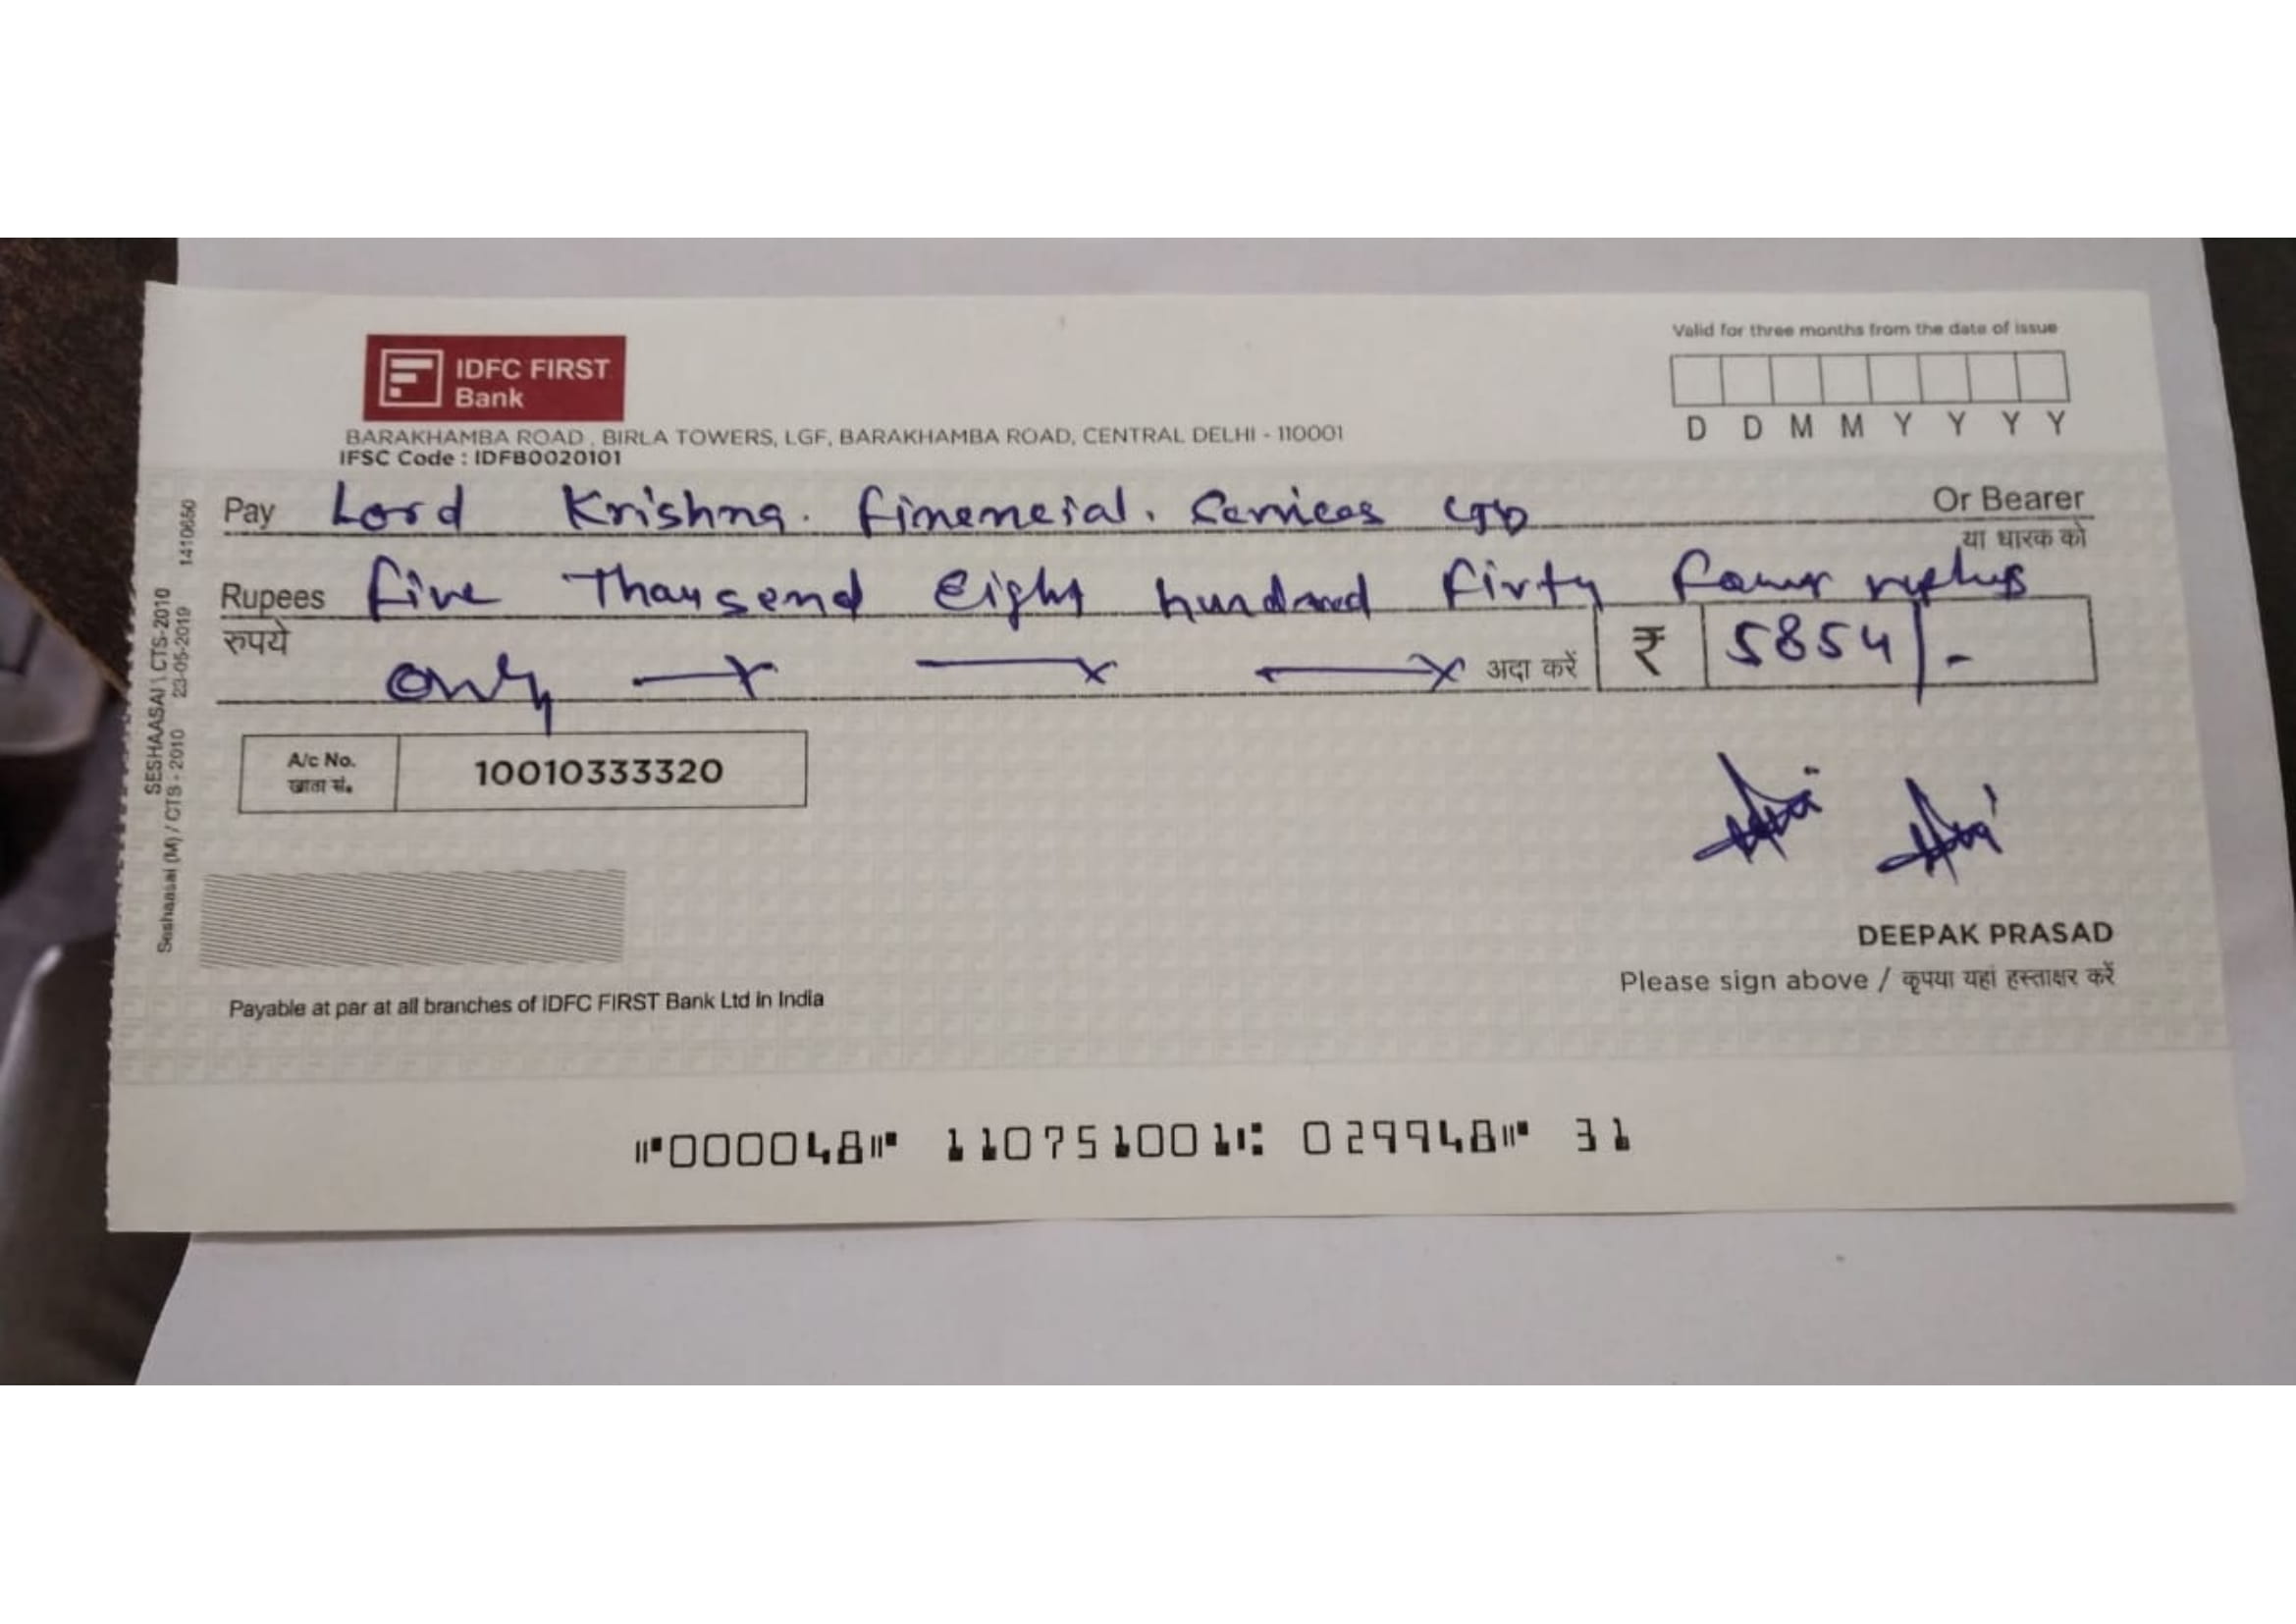 Valid for three months from the date of issue
IDFC FIRST
Bank
D D M M Y Y Y Y
BARAKHAMBA ROAD , BIRLA TOWERS, LGF, BARAKHAMBA ROAD, CENTRAL DELHI - 110001
IFSC Code : IDFB0020101
Pay Lord Krishna. Finemcial. Services LTD Or Bearer
या धारक को
Rupees five Thausend Eight hundred firty four
रुपये only अदा करें ₹ 5854/-
A/c No. 10010333320
खाता सं.
DEEPAK PRASAD
Please sign above / कृपया यहां हस्ताक्षर करें
Payable at par at all branches of IDFC FIRST Bank Ltd in India
⑈000048⑈ 110751001⑆ 029948⑈ 31
SESHAASAI \ CTS-2010
Seshaasai (M) / CTS - 2010 23-05-2019 1410650